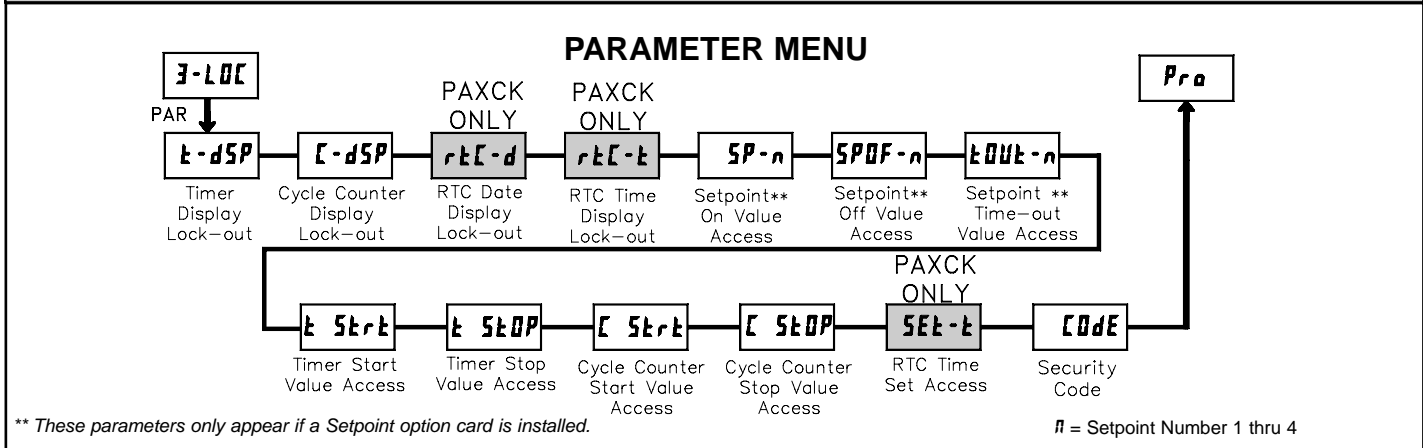 PARAMETER MENU
3-LOC
PAR
Pro
PAXCK
ONLY
PAXCK
ONLY
t-dSP
C-dSP
rtC-d
rtC-t
SP-n
SPOF-n
tOUt-n
Timer
Display
Lock-out
Cycle Counter
Display
Lock-out
RTC Date
Display
Lock-out
RTC Time
Display
Lock-out
Setpoint**
On Value
Access
Setpoint**
Off Value
Access
Setpoint **
Time-out
Value Access
PAXCK
ONLY
t Strt
t StOP
C Strt
C StOP
SEt-t
COdE
Timer Start
Value Access
Timer Stop
Value Access
Cycle Counter
Start Value
Access
Cycle Counter
Stop Value
Access
RTC Time
Set Access
Security
Code
** These parameters only appear if a Setpoint option card is installed.
n = Setpoint Number 1 thru 4